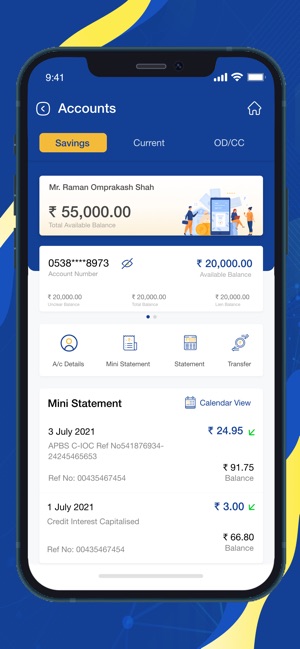 9:41
Accounts
Savings Current OD/CC
Mr. Raman Omprakash Shah
₹ 55,000.00
Total Available Balance
0538****8973 ₹ 20,000.00
Account Number Available Balance
₹ 20,000.00 ₹ 20,000.00 ₹ 20,000.00
Unclear Balance Total Balance Lien Balance
A/c Details Mini Statement Statement Transfer
Mini Statement Calendar View
3 July 2021 ₹ 24.95
APBS C-IOC Ref No541876934-
24245465653
₹ 91.75
Ref No: 00435467454 Balance
1 July 2021 ₹ 3.00
Credit Interest Capitalised
₹ 66.80
Ref No: 00435467454 Balance